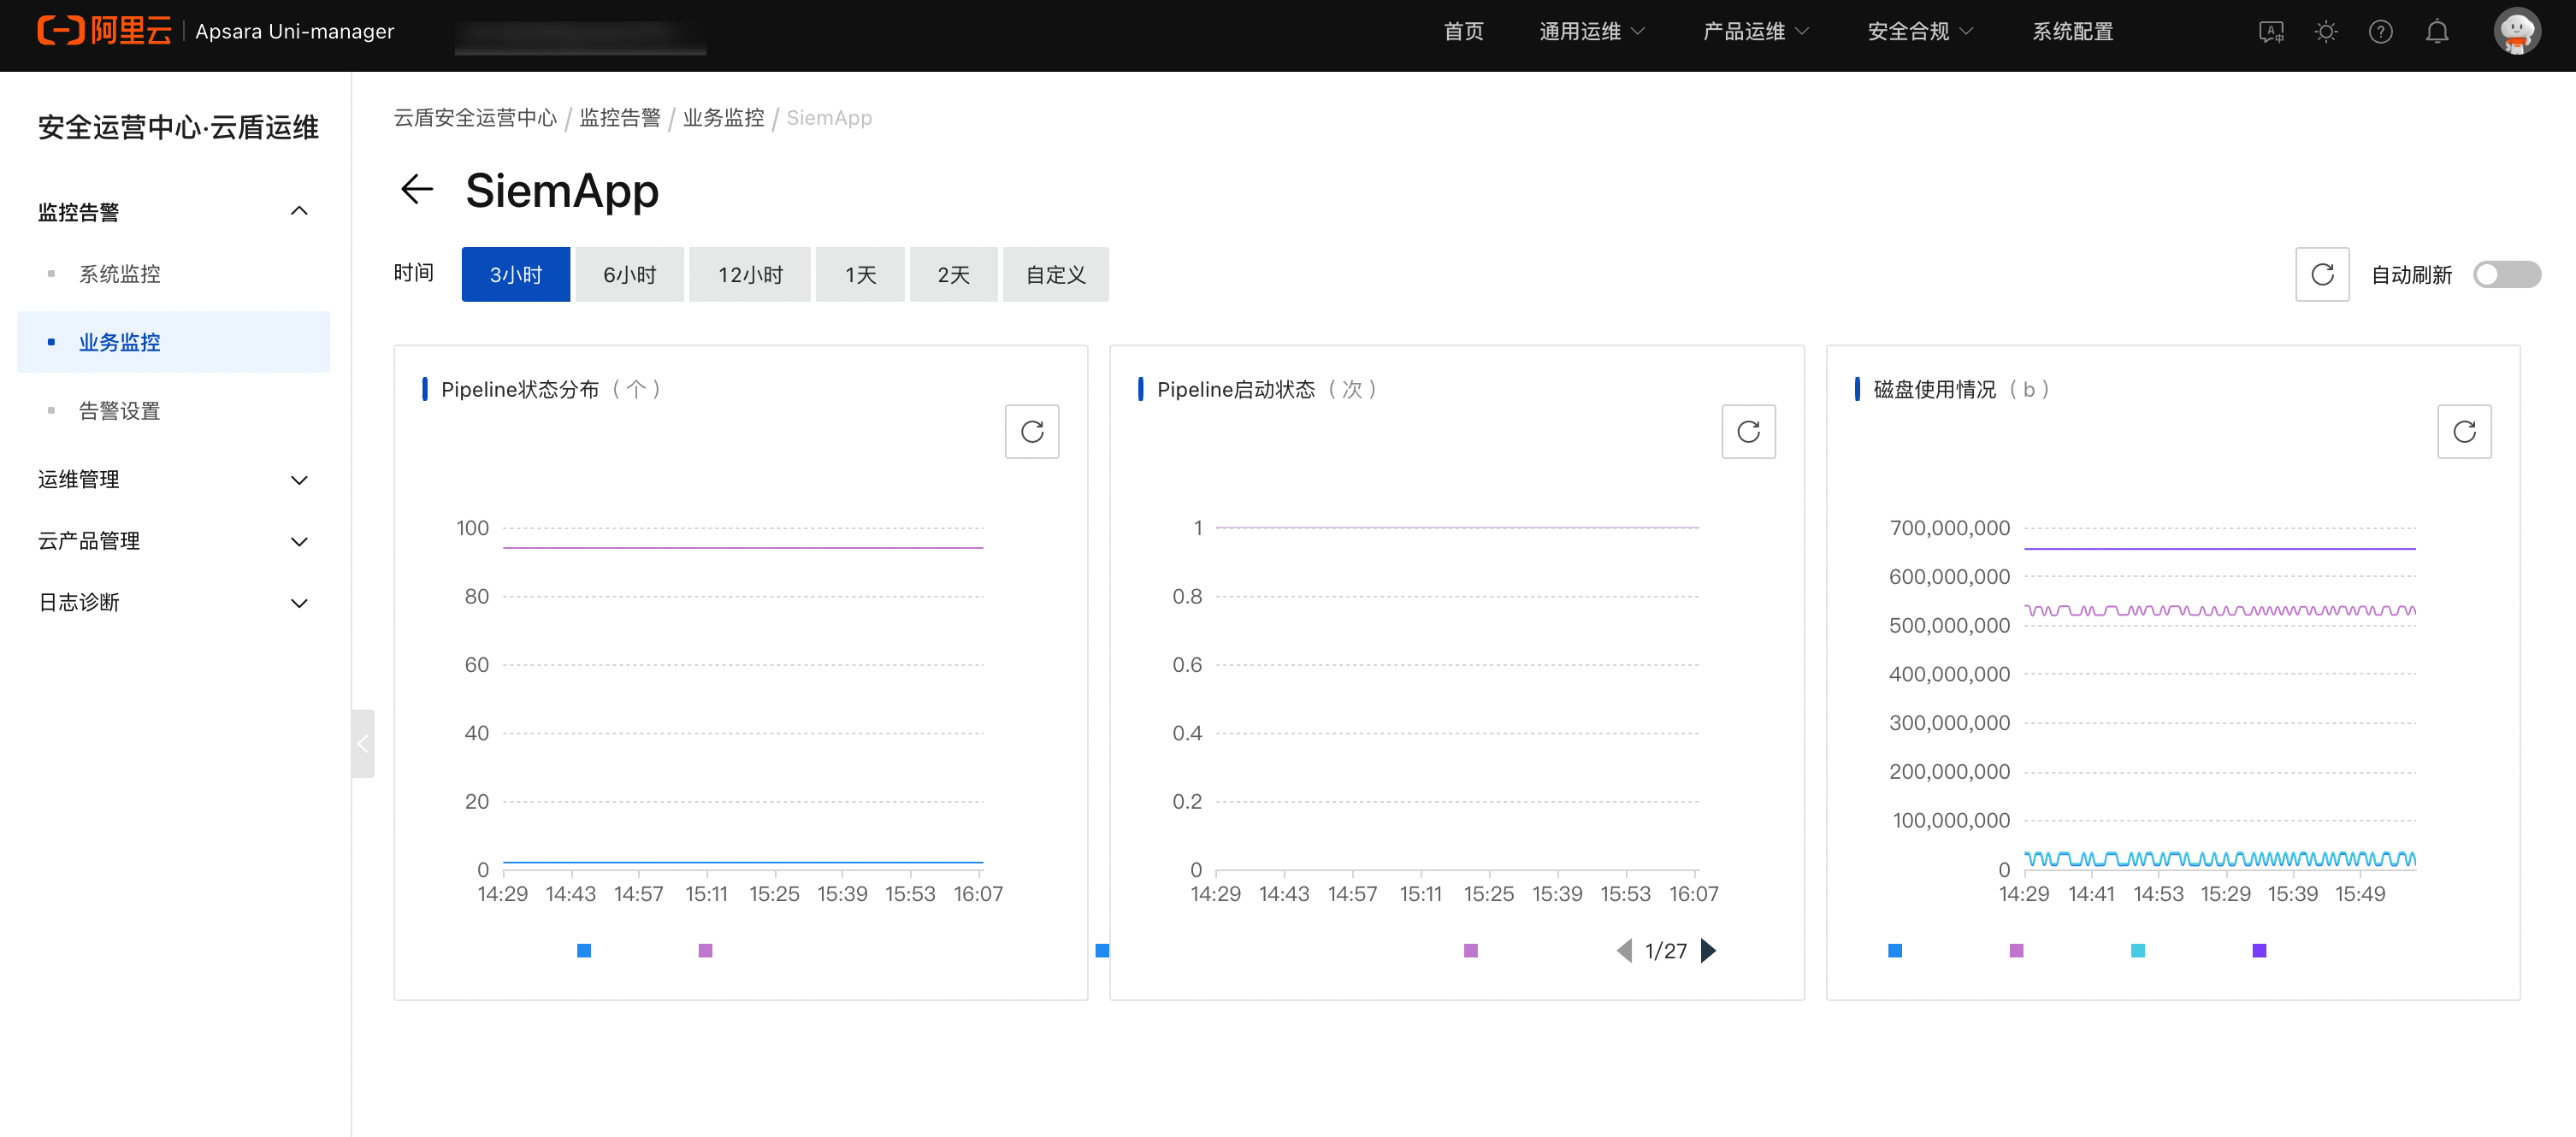 阿里云 Apsara Uni-manager 首页 通用运维 产品运维 安全合规 系统配置
安全运营中心·云盾运维
监控告警
系统监控
业务监控
告警设置
运维管理
云产品管理
日志诊断
云盾安全运营中心 / 监控告警 / 业务监控 / SiemApp
SiemApp
时间 3小时 6小时 12小时 1天 2天 自定义 自动刷新
Pipeline状态分布（个）
100
80
60
40
20
0
14:29 14:43 14:57 15:11 15:25 15:39 15:53 16:07
Pipeline启动状态（次）
1
0.8
0.6
0.4
0.2
0
14:29 14:43 14:57 15:11 15:25 15:39 15:53 16:07
1/27
磁盘使用情况（b）
700,000,000
600,000,000
500,000,000
400,000,000
300,000,000
200,000,000
100,000,000
0
14:29 14:41 14:53 15:29 15:39 15:49